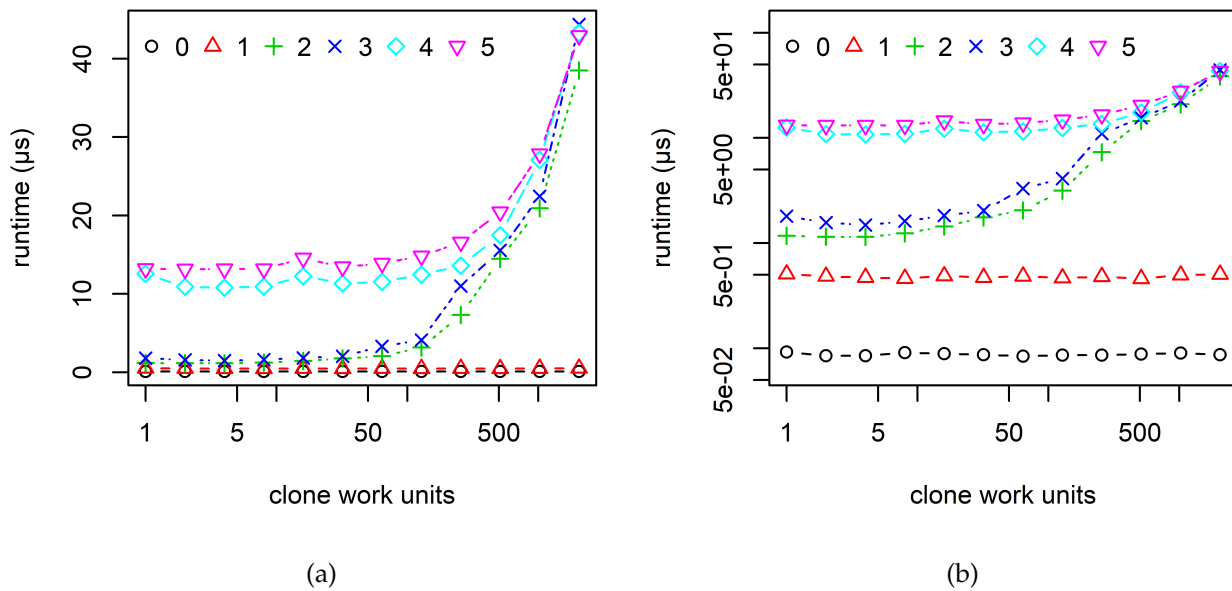 0 1 2 3 4 5
runtime (µs)
40
30
20
10
0
1 5 50 500
clone work units
(a)
0 1 2 3 4 5
runtime (µs)
5e+01
5e+00
5e-01
5e-02
1 5 50 500
clone work units
(b)